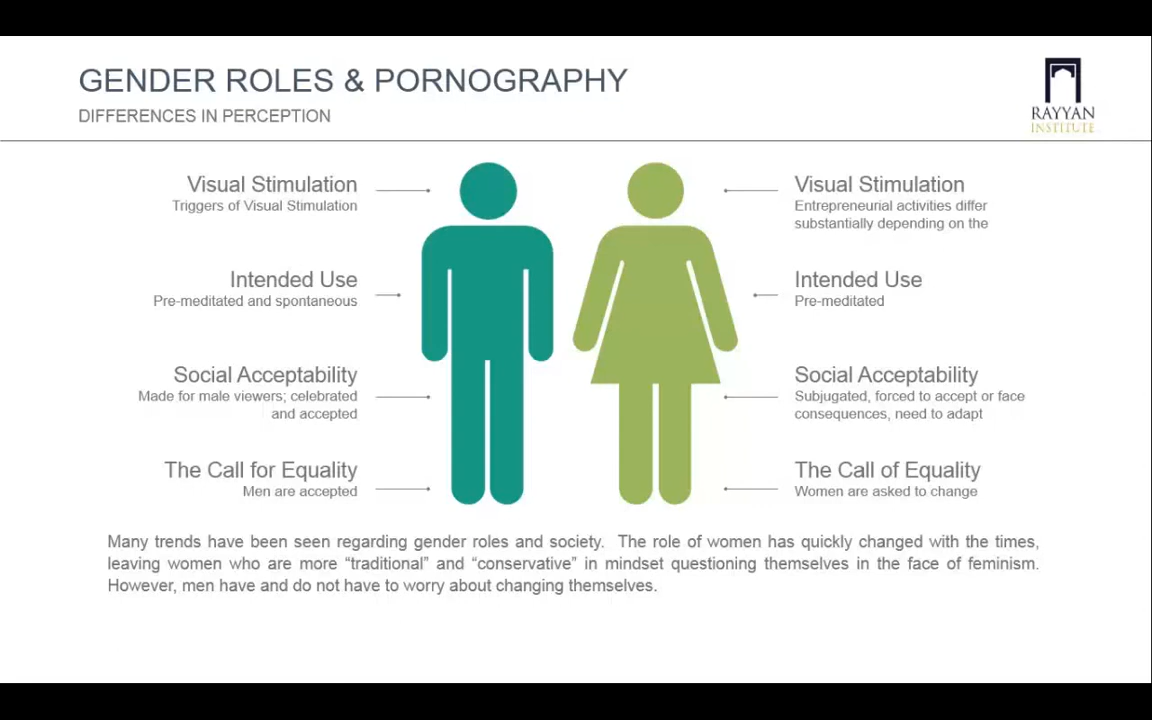 GENDER ROLES & PORNOGRAPHY
DIFFERENCES IN PERCEPTION
RAYYAN
INSTITUTE
Visual Stimulation
Triggers of Visual Stimulation
Intended Use
Pre-meditated and spontaneous
Social Acceptability
Made for male viewers; celebrated
and accepted
The Call for Equality
Men are accepted
Visual Stimulation
Entrepreneurial activities differ
substantially depending on the
Intended Use
Pre-meditated
Social Acceptability
Subjugated, forced to accept or face
consequences, need to adapt
The Call of Equality
Women are asked to change
Many trends have been seen regarding gender roles and society. The role of women has quickly changed with the times,
leaving women who are more “traditional” and “conservative” in mindset questioning themselves in the face of feminism.
However, men have and do not have to worry about changing themselves.